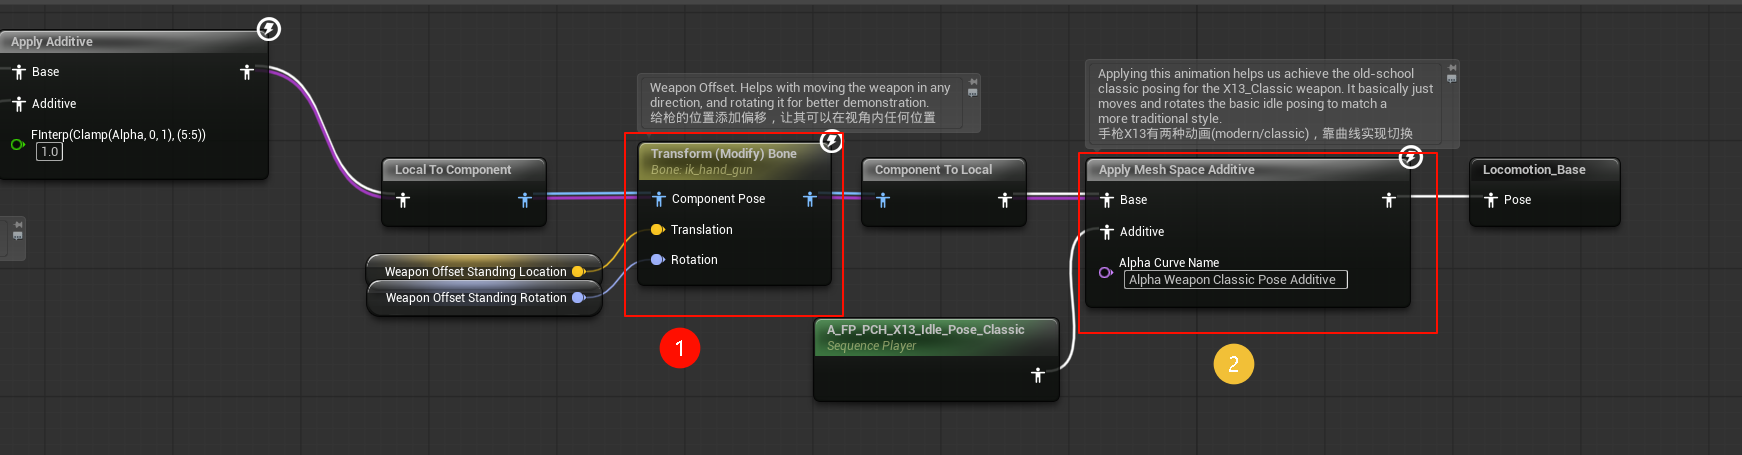 Apply Additive
Base
Additive
FInterp(Clamp(Alpha, 0, 1), (5:5))
1.0
Local To Component
Weapon Offset Standing Location
Weapon Offset Standing Rotation
Weapon Offset. Helps with moving the weapon in any
direction, and rotating it for better demonstration.
给枪的位置添加偏移，让其可以在视角内任何位置
Transform (Modify) Bone
Bone: ik_hand_gun
Component Pose
Translation
Rotation
1
Component To Local
A_FP_PCH_X13_Idle_Pose_Classic
Sequence Player
Applying this animation helps us achieve the old-school
classic posing for the X13_Classic weapon. It basically just
moves and rotates the basic idle posing to match a
more traditional style.
手枪X13有两种动画(modern/classic)，靠曲线实现切换
Apply Mesh Space Additive
Base
Additive
Alpha Curve Name
Alpha Weapon Classic Pose Additive
2
Locomotion_Base
Pose